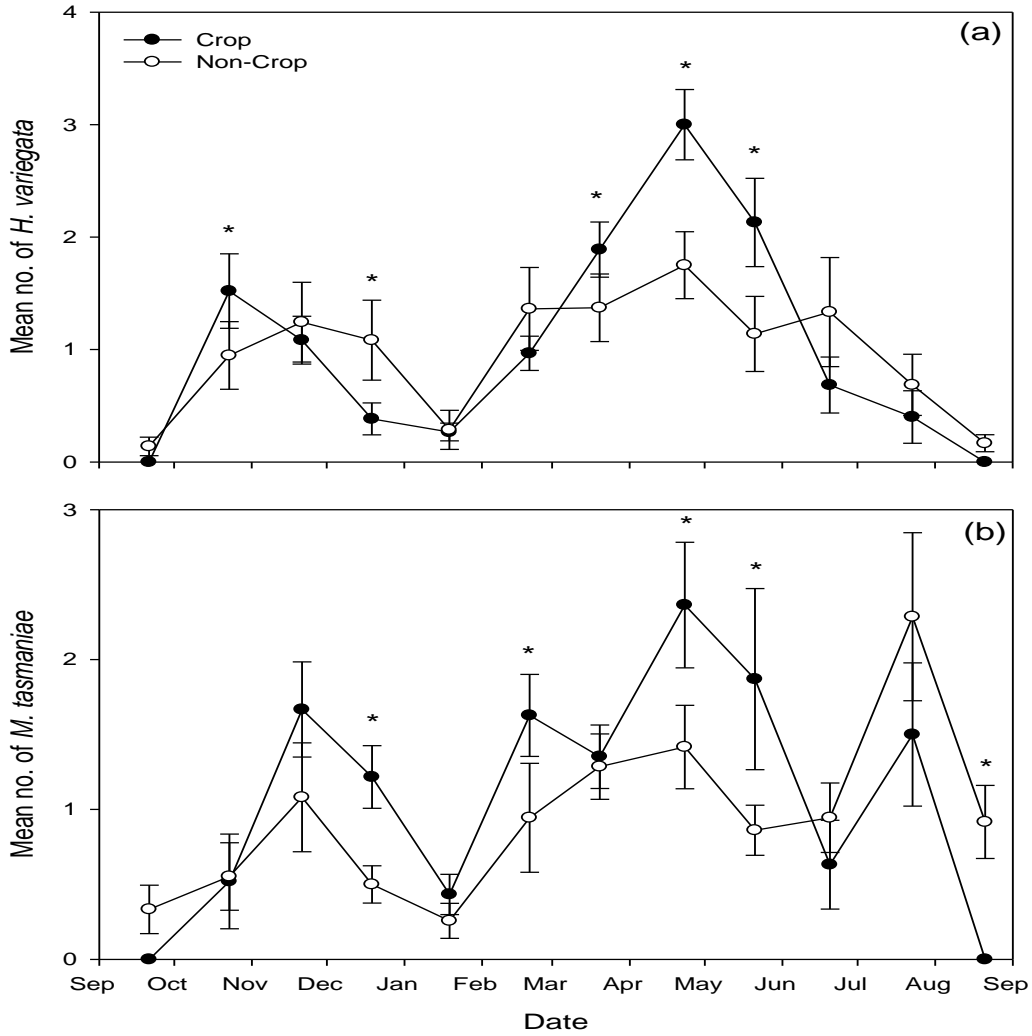 4
(a)
Crop
Non-Crop
*
3
*
*
2
*
*
1
0
Mean no. of H. variegata
3
(b)
*
*
2
*
*
*
1
0
Mean no. of M. tasmaniae
Sep Oct Nov Dec Jan Feb Mar Apr May Jun Jul Aug Sep
Date